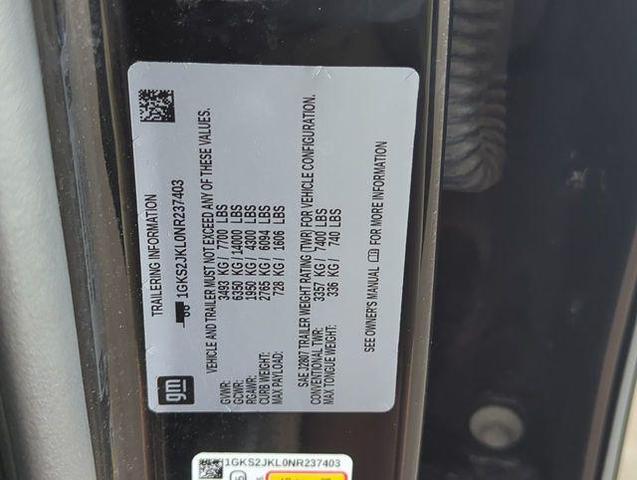 gm
TRAILERING INFORMATION
1GKS2JKL0NR237403
VEHICLE AND TRAILER MUST NOT EXCEED ANY OF THESE VALUES.
GVWR: 3493 KG / 7700 LBS
GCWR: 6350 KG / 14000 LBS
RGAWR: 1950 KG / 4300 LBS
CURB WEIGHT: 2765 KG / 6094 LBS
MAX PAYLOAD: 728 KG / 1606 LBS
SAE J2807 TRAILER WEIGHT RATING (TWR) FOR VEHICLE CONFIGURATION.
CONVENTIONAL TWR: 3357 KG / 7400 LBS
MAX TONGUE WEIGHT: 336 KG / 740 LBS
SEE OWNER'S MANUAL FOR MORE INFORMATION
1GKS2JKL0NR237403